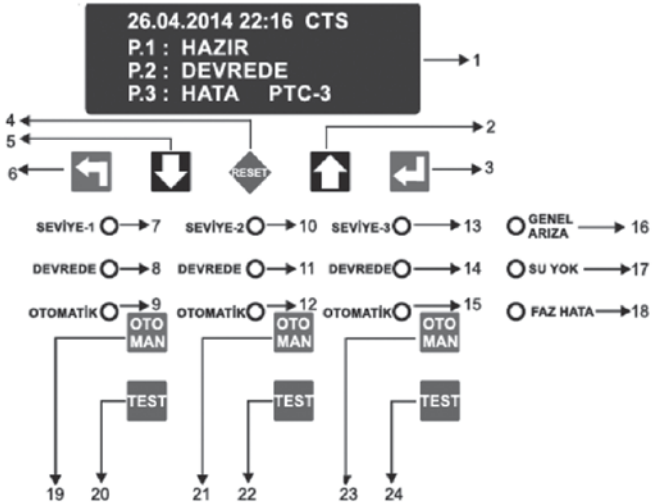 26.04.2014 22:16 CTS
P.1 : HAZIR
P.2 : DEVREDE
P.3 : HATA PTC-3
1
4
2
5
6
RESET
3
SEVİYE-1 7 SEVİYE-2 10 SEVİYE-3 13 GENEL ARIZA 16
DEVREDE 8 DEVREDE 11 DEVREDE 14 SU YOK 17
OTOMATİK 9 OTOMATİK 12 OTOMATİK 15 FAZ HATA 18
OTO MAN OTO MAN OTO MAN
TEST TEST TEST
19 20 21 22 23 24